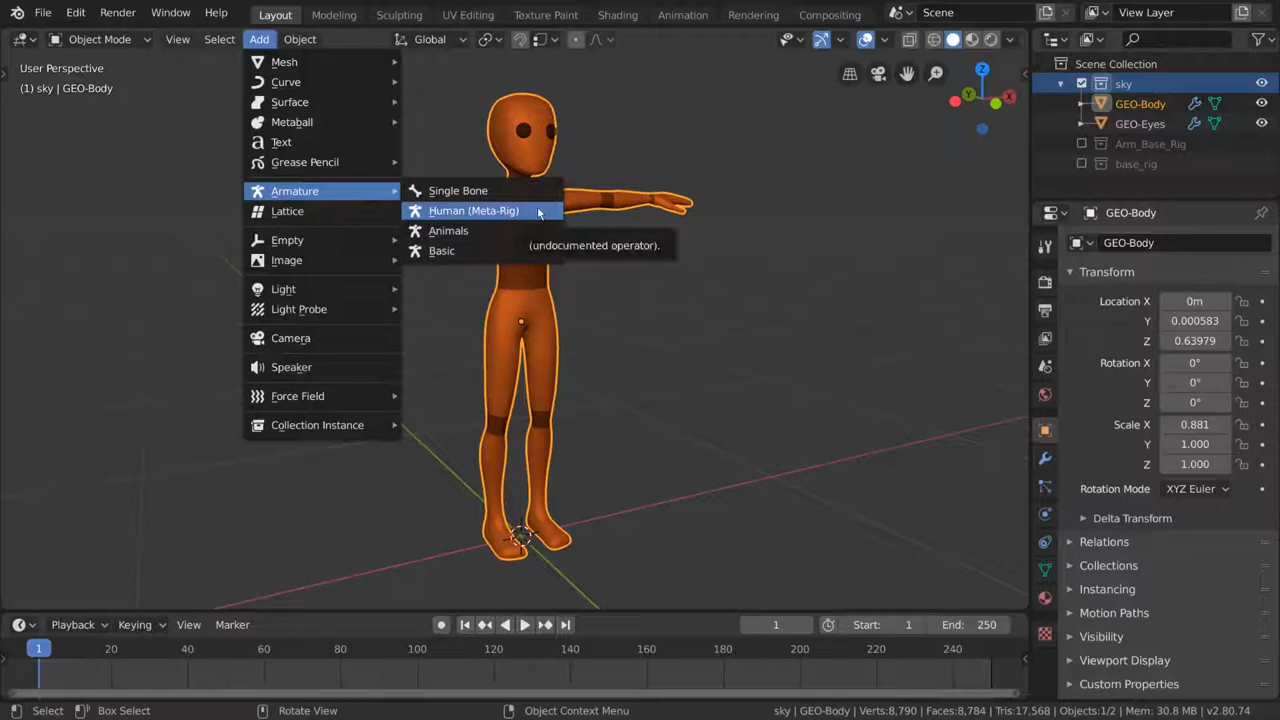 File Edit Render Window Help Layout Modeling Sculpting UV Editing Texture Paint Shading Animation Rendering Compositing Scene View Layer
Object Mode View Select Add Object Global
User Perspective
(1) sky | GEO-Body
Mesh
Curve
Surface
Metaball
Text
Grease Pencil
Armature
Lattice
Empty
Image
Light
Light Probe
Camera
Speaker
Force Field
Collection Instance
Single Bone
Human (Meta-Rig)
Animals
Basic
(undocumented operator).
Z
Y
X
Scene Collection
sky
GEO-Body
GEO-Eyes
Arm_Base_Rig
base_rig
GEO-Body
GEO-Body
Transform
Location X 0m
Y 0.000583
Z 0.63979
Rotation X 0°
Y 0°
Z 0°
Scale X 0.881
Y 1.000
Z 1.000
Rotation Mode XYZ Euler
Delta Transform
Relations
Collections
Instancing
Motion Paths
Visibility
Viewport Display
Custom Properties
Playback Keying View Marker 1 Start: 1 End: 250
1 20 40 60 80 100 120 140 160 180 200 220 240
Select Box Select Rotate View Object Context Menu sky | GEO-Body | Verts:8,790 | Faces:8,784 | Tris:17,568 | Objects:1/2 | Mem: 30.8 MB | v2.80.74